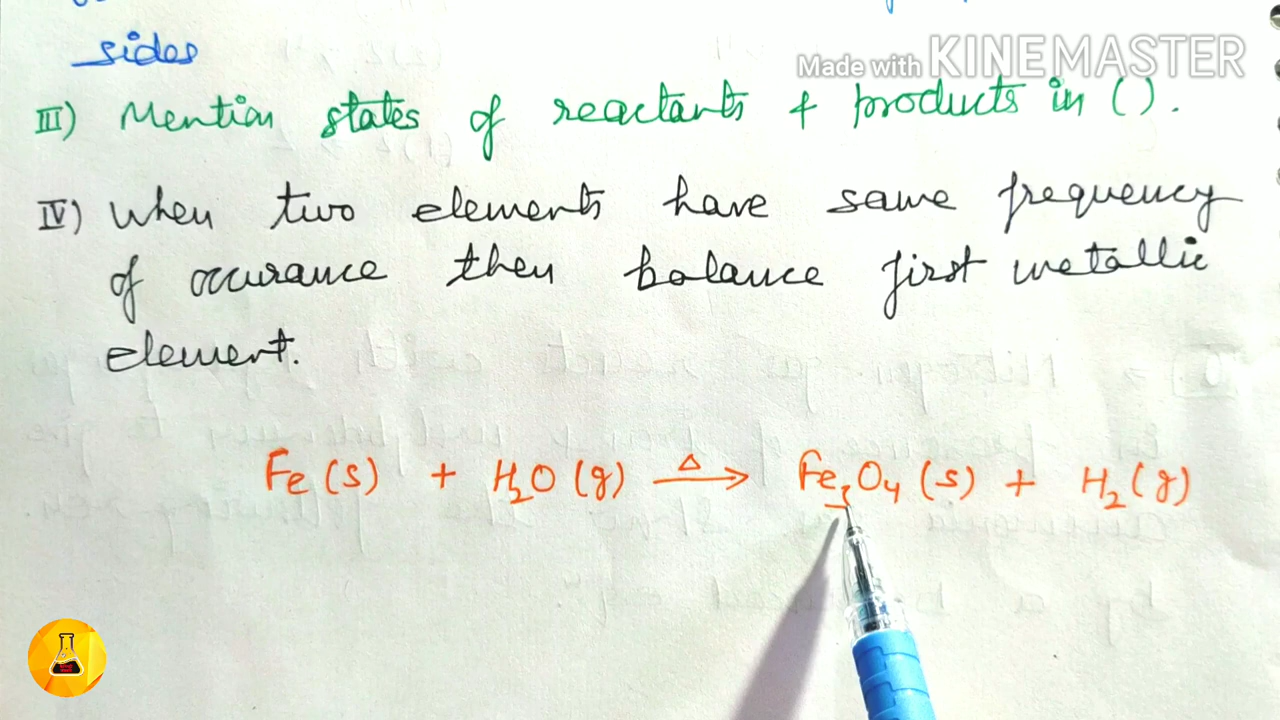 sides
Made with KINEMASTER
III) Mention states of reactants & products in ( ).
IV) When two elements have same frequency
of occurance then balance first metallic
element.
Fe (s) + H₂O (g) —Δ→ Fe₃O₄ (s) + H₂ (g)